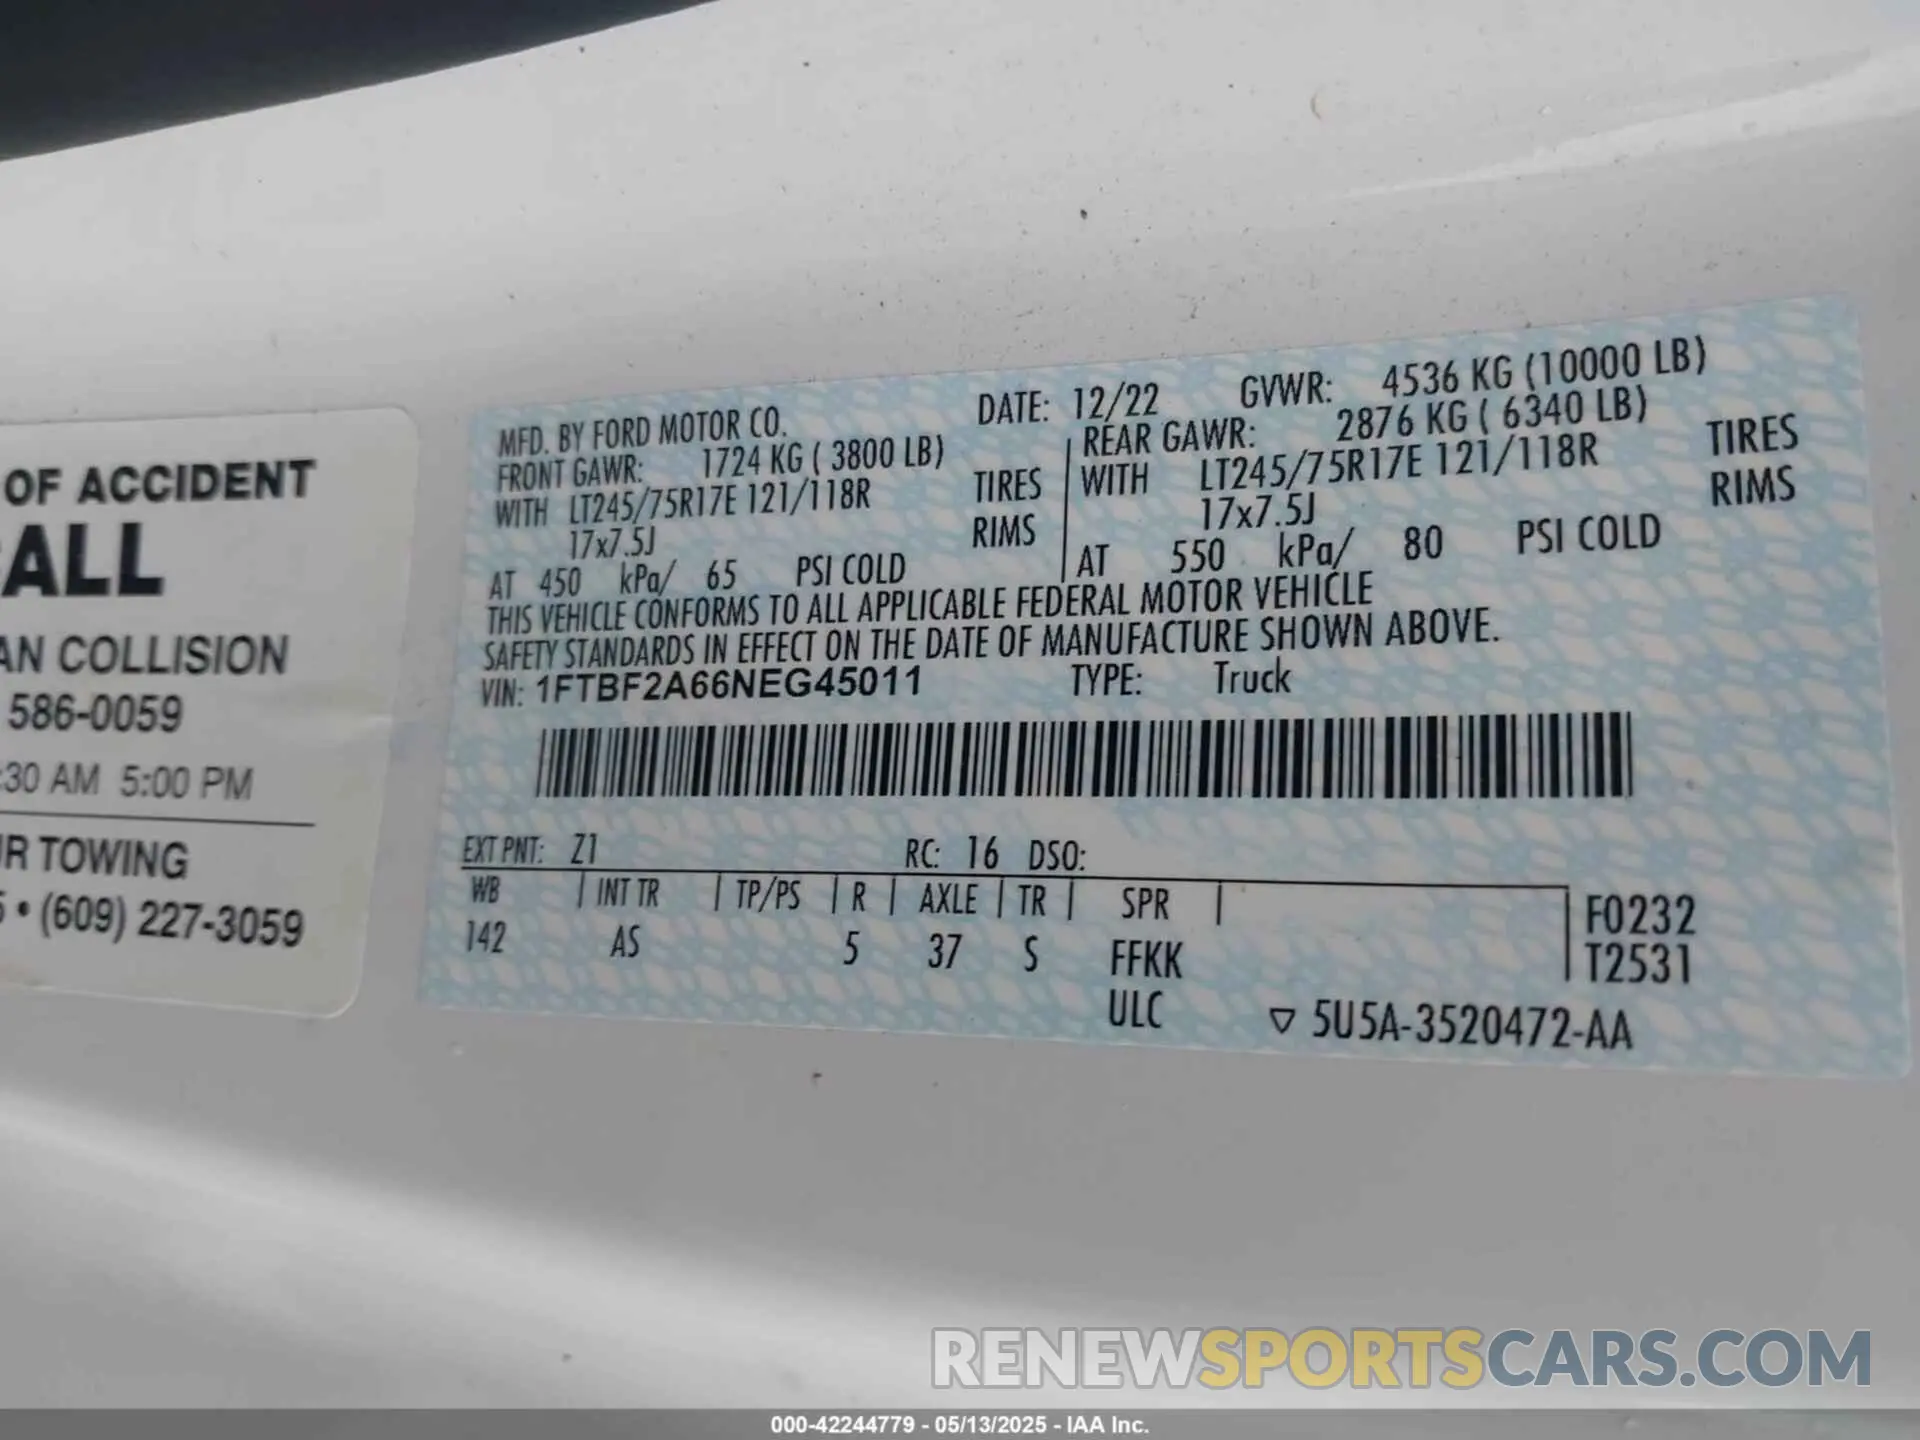 OF ACCIDENT
ALL
AN COLLISION
586-0059
:30 AM 5:00 PM
R TOWING
5 • (609) 227-3059
MFD. BY FORD MOTOR CO. DATE: 12/22 GVWR: 4536 KG (10000 LB)
FRONT GAWR: 1724 KG ( 3800 LB) REAR GAWR: 2876 KG ( 6340 LB)
WITH LT245/75R17E 121/118R TIRES WITH LT245/75R17E 121/118R TIRES
17x7.5J RIMS 17x7.5J RIMS
AT 450 kPa/ 65 PSI COLD AT 550 kPa/ 80 PSI COLD
THIS VEHICLE CONFORMS TO ALL APPLICABLE FEDERAL MOTOR VEHICLE
SAFETY STANDARDS IN EFFECT ON THE DATE OF MANUFACTURE SHOWN ABOVE.
VIN: 1FTBF2A66NEG45011 TYPE: Truck
EXT PNT: Z1 RC: 16 DSO:
WB | INT TR | TP/PS | R | AXLE | TR | SPR | F0232
142 AS 5 37 S FFKK T2531
ULC ▽ 5U5A-3520472-AA
RENEWSPORTSCARS.COM
000-42244779 - 05/13/2025 - IAA Inc.